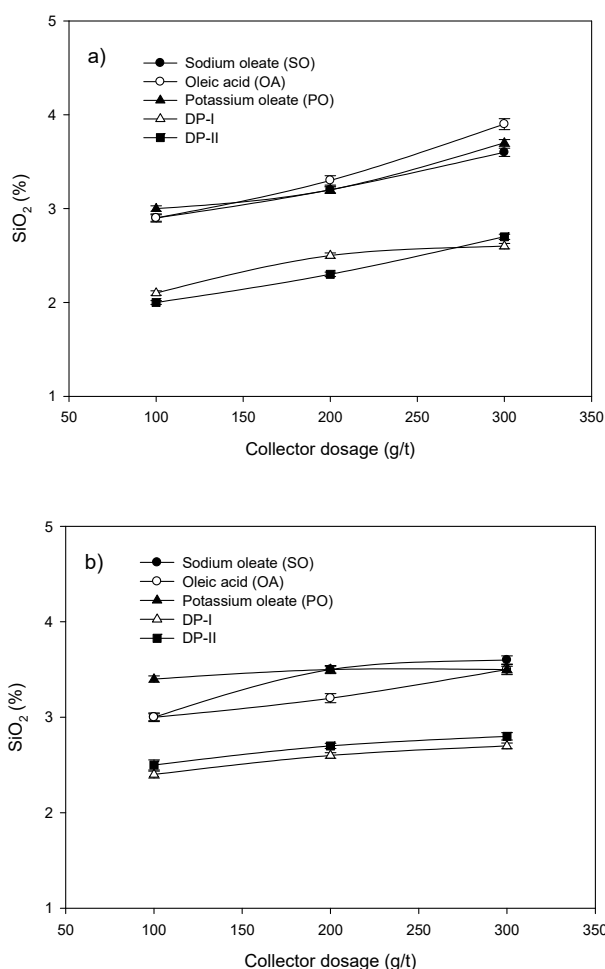 a)
Sodium oleate (SO)
Oleic acid (OA)
Potassium oleate (PO)
DP-I
DP-II
5
4
3
2
1
SiO₂ (%)
50 100 150 200 250 300 350
Collector dosage (g/t)
b)
Sodium oleate (SO)
Oleic acid (OA)
Potassium oleate (PO)
DP-I
DP-II
5
4
3
2
1
SiO₂ (%)
50 100 150 200 250 300 350
Collector dosage (g/t)